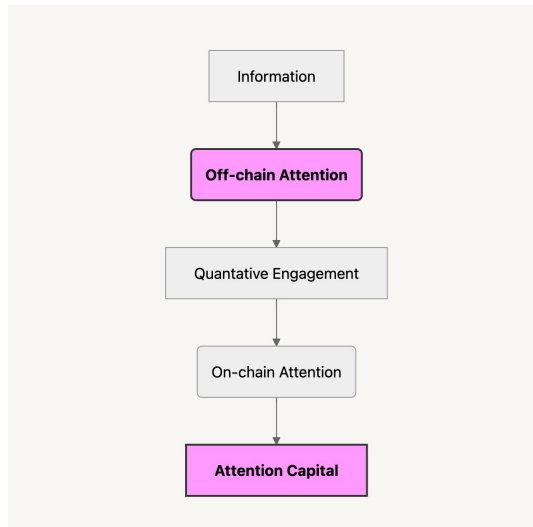 Information
Off-chain Attention
Quantative Engagement
On-chain Attention
Attention Capital